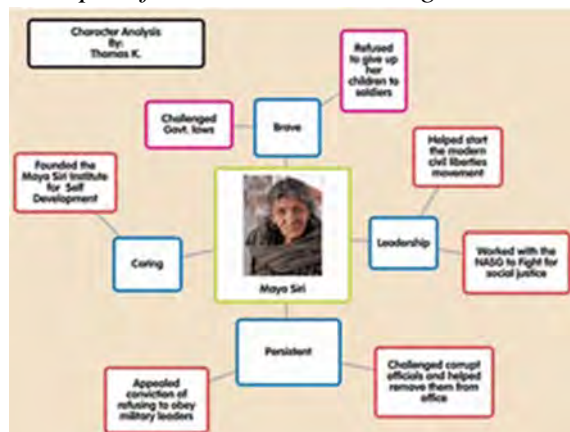 Character Analysis
By:
Thomas K.
Refused
to give up
her
children to
soldiers
Challenged
Govt. laws
Brave
Helped start
the modern
civil liberties
movement
Founded the
Maya Siri Institute
for Self
Development
Caring
Maya Siri
Leadership
Worked with the
NASG to Fight for
social justice
Persistent
Appealed
conviction of
refusing to obey
military leaders
Challenged corrupt
officials and helped
remove them from
office